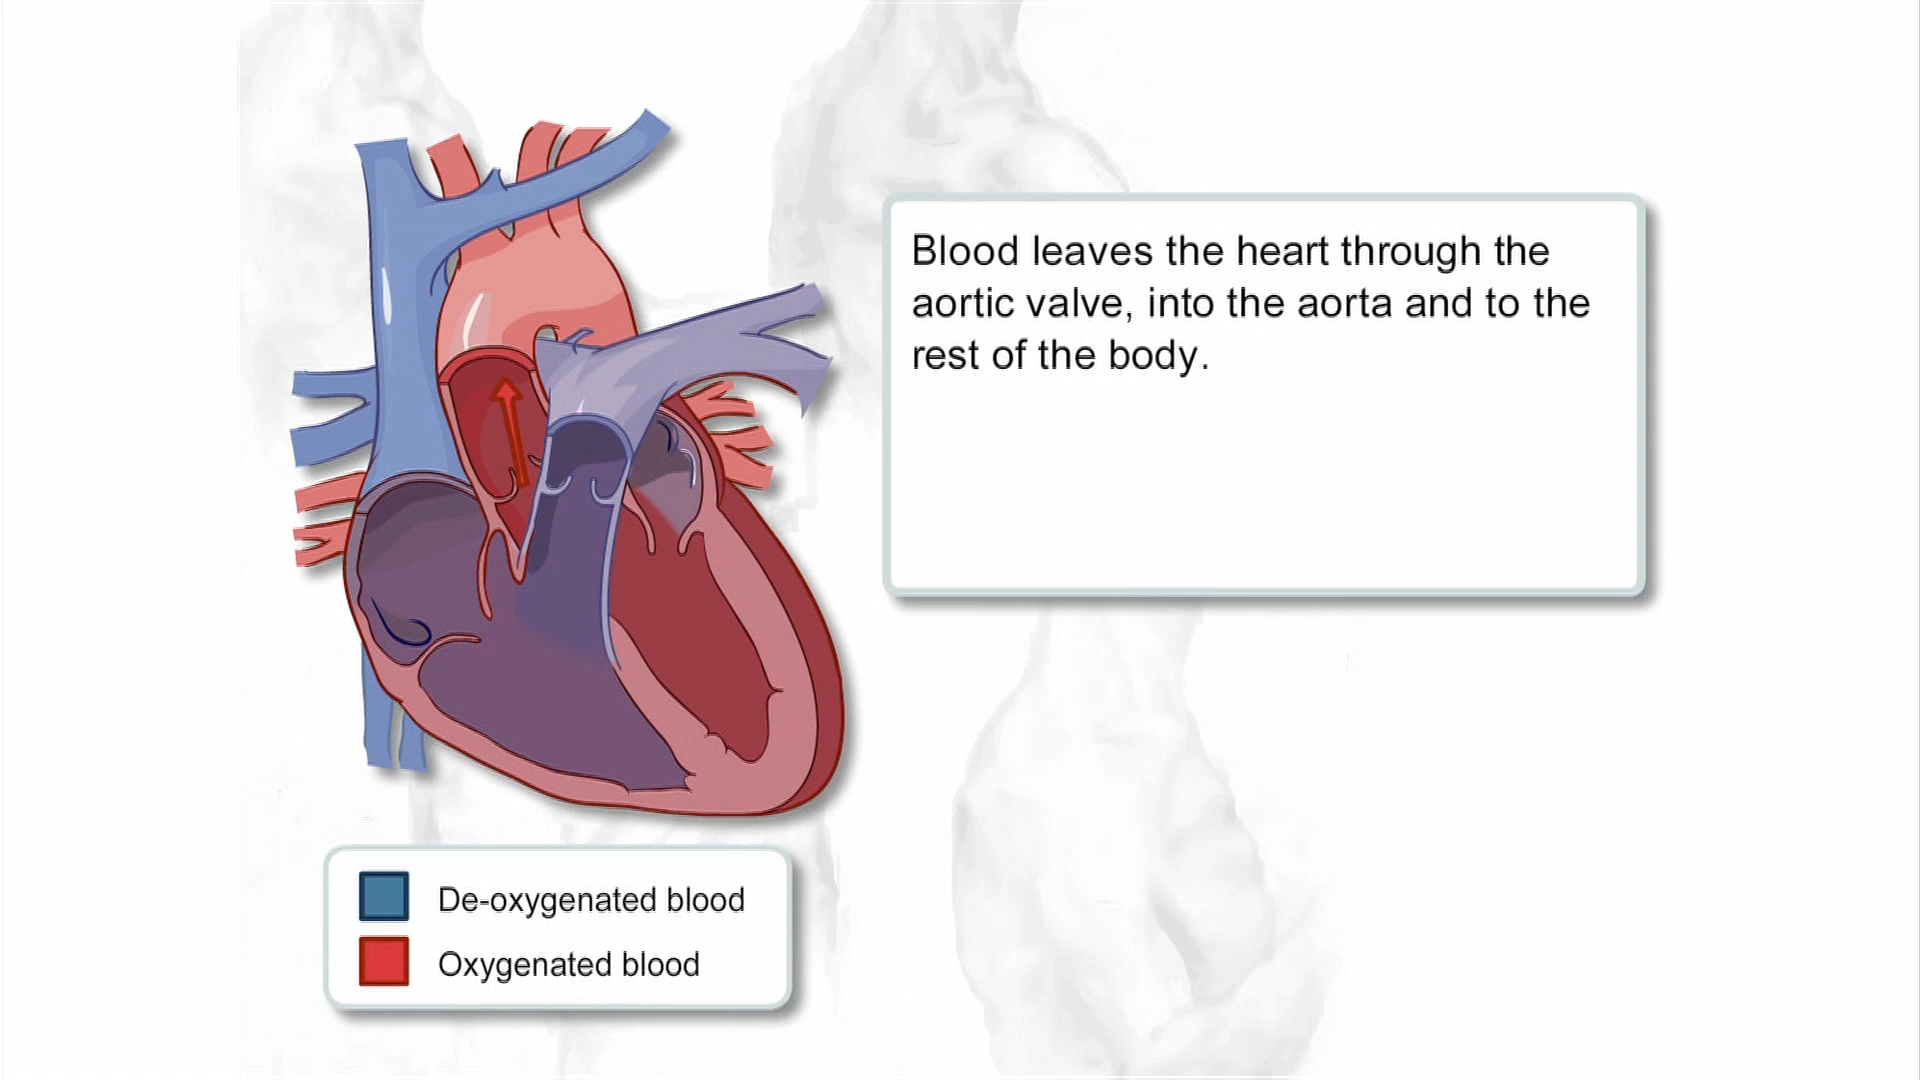 Blood leaves the heart through the
aortic valve, into the aorta and to the
rest of the body.
De-oxygenated blood
Oxygenated blood